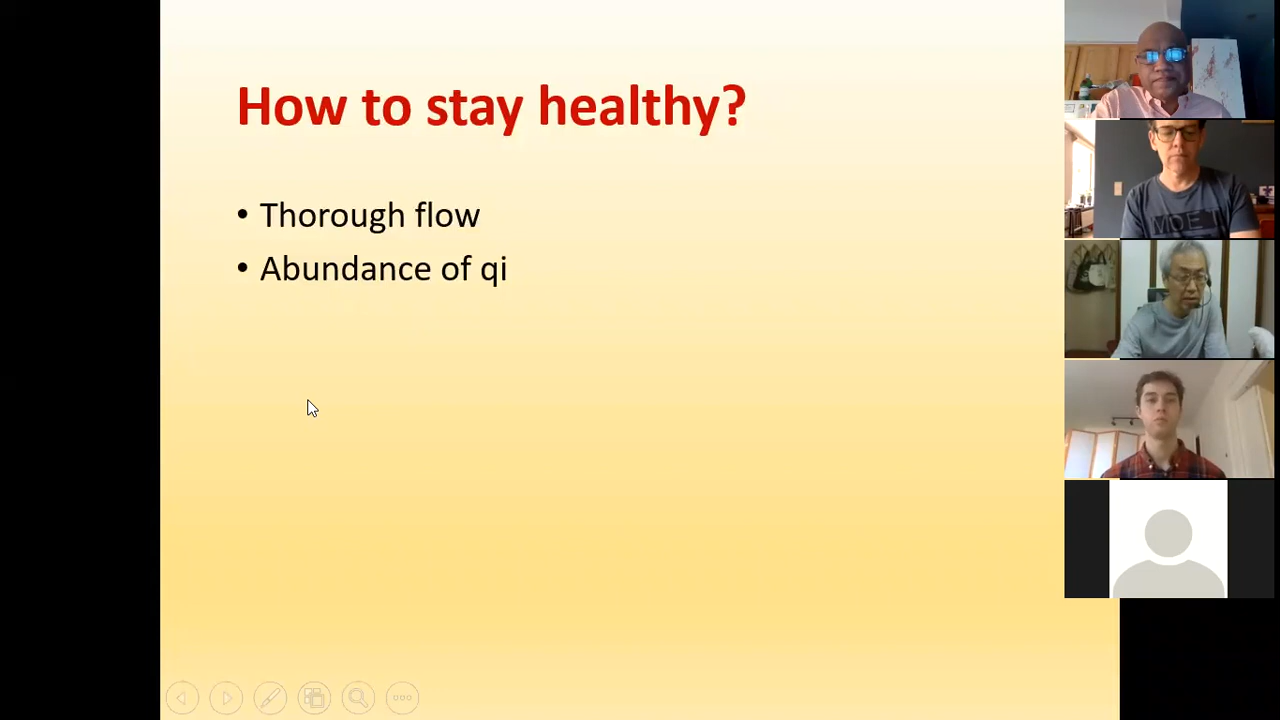 How to stay healthy?
• Thorough flow
• Abundance of qi